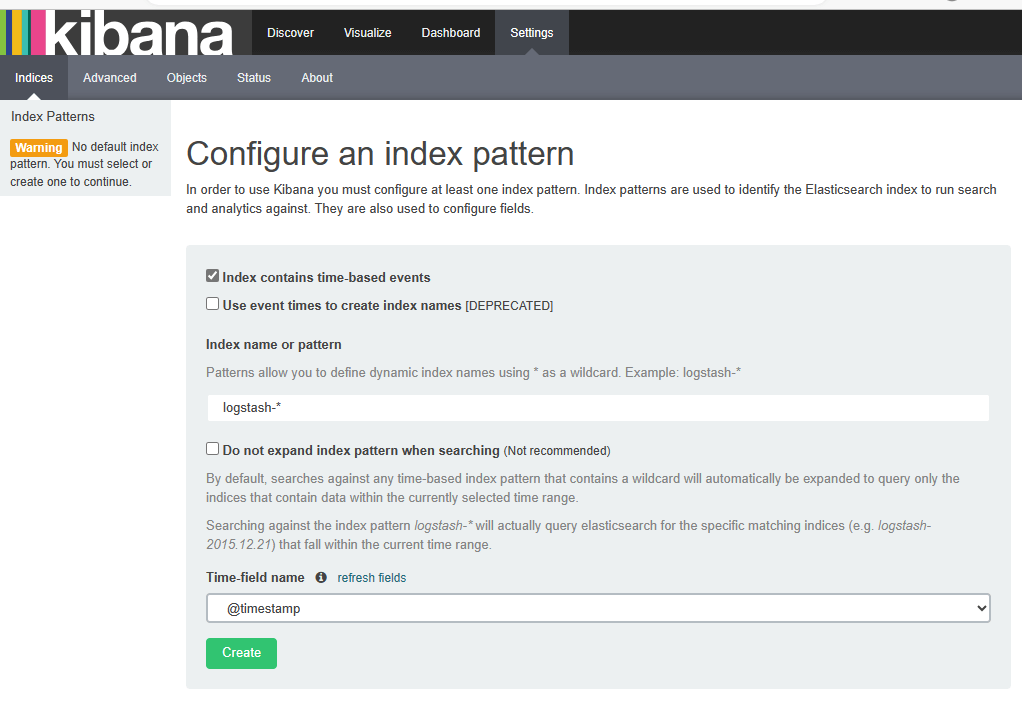 kibana
Discover
Visualize
Dashboard
Settings
Indices
Advanced
Objects
Status
About
Index Patterns
Warning No default index
pattern. You must select or
create one to continue.
Configure an index pattern
In order to use Kibana you must configure at least one index pattern. Index patterns are used to identify the Elasticsearch index to run search
and analytics against. They are also used to configure fields.
Index contains time-based events
Use event times to create index names [DEPRECATED]
Index name or pattern
Patterns allow you to define dynamic index names using * as a wildcard. Example: logstash-*
logstash-*
Do not expand index pattern when searching (Not recommended)
By default, searches against any time-based index pattern that contains a wildcard will automatically be expanded to query only the
indices that contain data within the currently selected time range.
Searching against the index pattern logstash-* will actually query elasticsearch for the specific matching indices (e.g. logstash-
2015.12.21) that fall within the current time range.
Time-field name refresh fields
@timestamp
Create